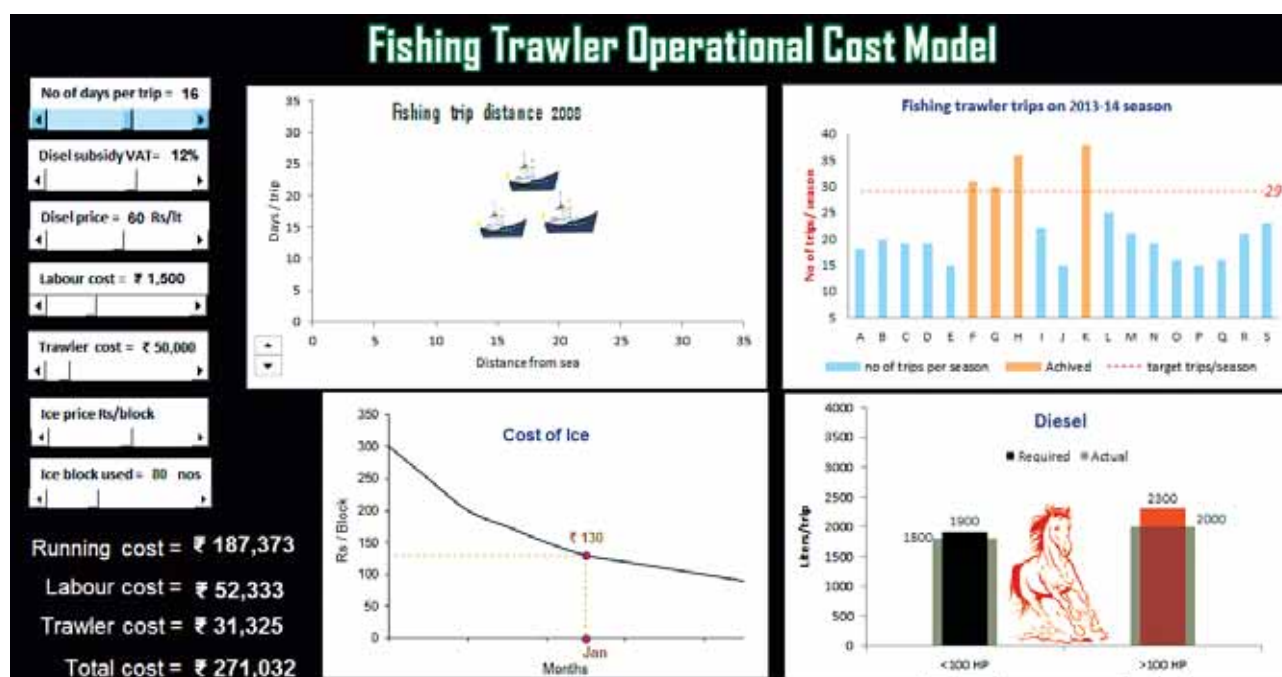 Fishing Trawler Operational Cost Model
No of days per trip = 16
Disel subsidy VAT= 12%
Disel price = 60 Rs/lt
Labour cost = ₹ 1,500
Trawler cost = ₹ 50,000
Ice price Rs/block
Ice block used = 80 nos
Running cost = ₹ 187,373
Labour cost = ₹ 52,333
Trawler cost = ₹ 31,325
Total cost = ₹ 271,032
Fishing trip distance 2008
Days / trip
35
30
25
20
15
10
5
0
0 5 10 15 20 25 30 35
Distance from sea
Fishing trawler trips on 2013-14 season
No of trips/ season
40
35
30
25
20
15
10
5
29
A B C D E F G H I J K L M N O P Q R S
no of trips per season Achived target trips/season
Cost of Ice
Rs / Block
350
300
250
200
150
100
50
0
₹ 130
Jan
Months
Diesel
Required Actual
Liters/trip
4000
3500
3000
2500
2000
1500
1000
500
0
1800
1900
2300
2000
<100 HP >100 HP